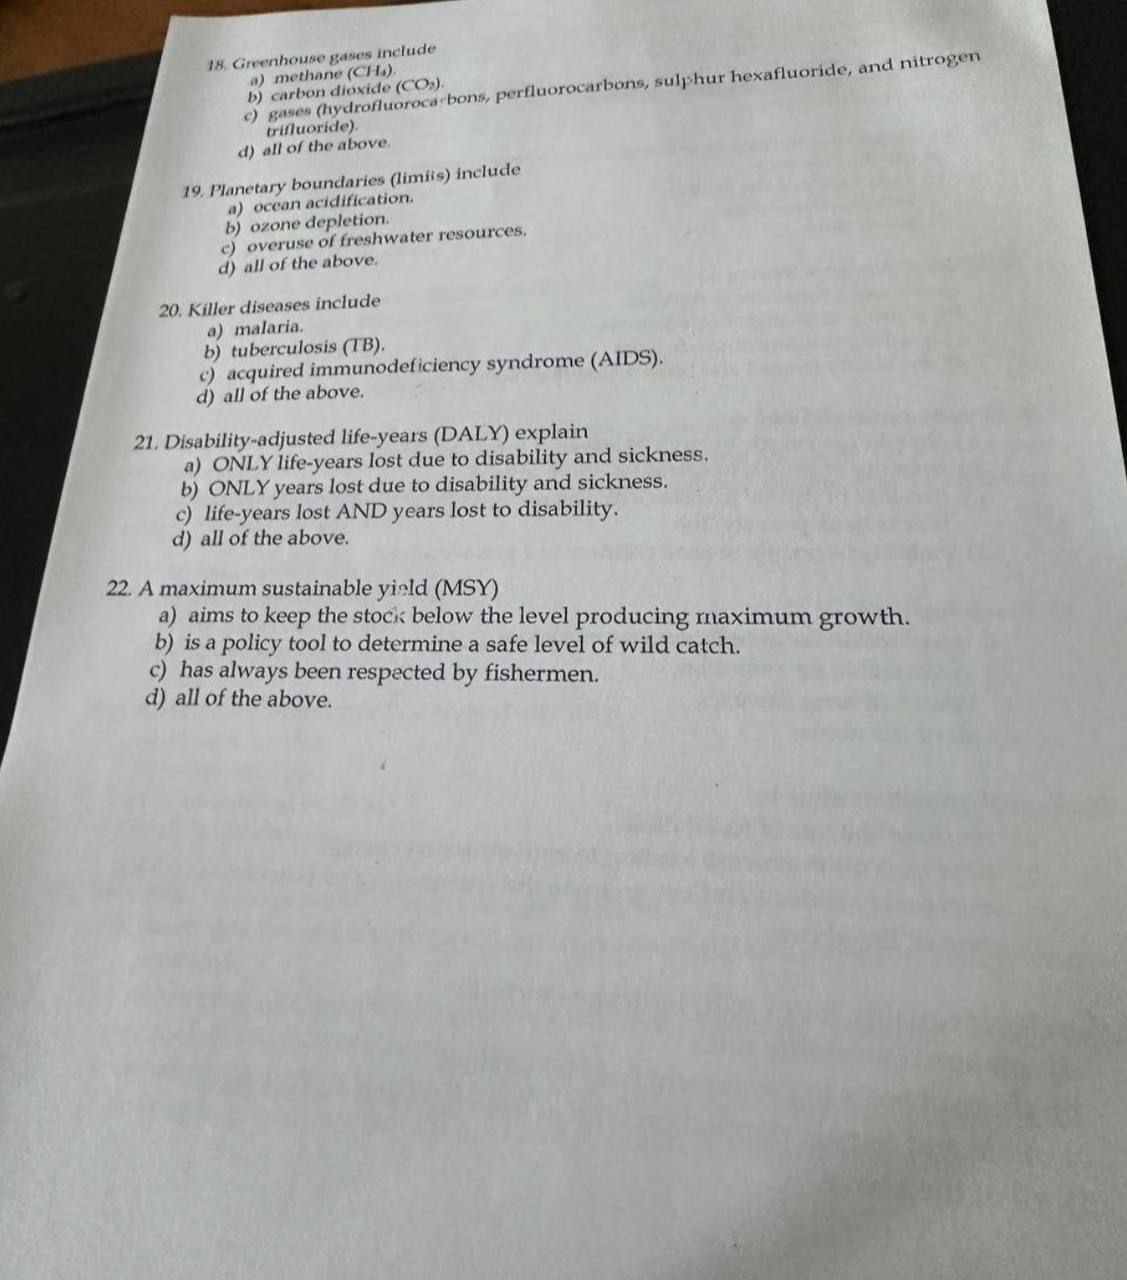 18. Greenhouse gases include
a) methane (CH₄).
b) carbon dioxide (CO₂).
c) gases (hydrofluorocarbons, perfluorocarbons, sulphur hexafluoride, and nitrogen
trifluoride).
d) all of the above.
19. Planetary boundaries (limits) include
a) ocean acidification.
b) ozone depletion.
c) overuse of freshwater resources.
d) all of the above.
20. Killer diseases include
a) malaria.
b) tuberculosis (TB).
c) acquired immunodeficiency syndrome (AIDS).
d) all of the above.
21. Disability-adjusted life-years (DALY) explain
a) ONLY life-years lost due to disability and sickness.
b) ONLY years lost due to disability and sickness.
c) life-years lost AND years lost to disability.
d) all of the above.
22. A maximum sustainable yield (MSY)
a) aims to keep the stock below the level producing maximum growth.
b) is a policy tool to determine a safe level of wild catch.
c) has always been respected by fishermen.
d) all of the above.